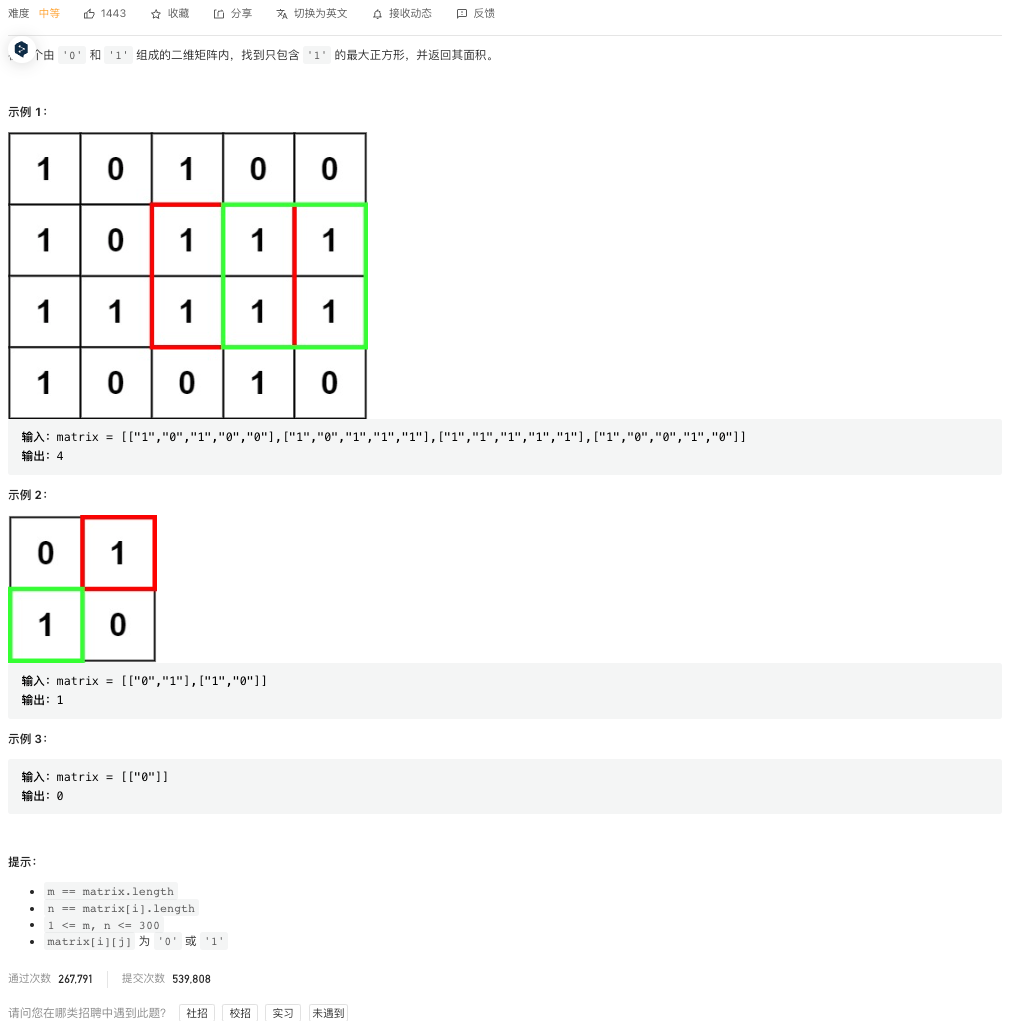 难度 中等 1443 收藏 分享 切换为英文 接收动态 反馈
个由 '0' 和 '1' 组成的二维矩阵内，找到只包含 '1' 的最大正方形，并返回其面积。
示例 1：
1 0 1 0 0
1 0 1 1 1
1 1 1 1 1
1 0 0 1 0
输入：matrix = [["1","0","1","0","0"],["1","0","1","1","1"],["1","1","1","1","1"],["1","0","0","1","0"]]
输出：4
示例 2：
0 1
1 0
输入：matrix = [["0","1"],["1","0"]]
输出：1
示例 3：
输入：matrix = [["0"]]
输出：0
提示：
m == matrix.length
n == matrix[i].length
1 <= m, n <= 300
matrix[i][j] 为 '0' 或 '1'
通过次数 267,791 提交次数 539,808
请问您在哪类招聘中遇到此题？ 社招 校招 实习 未遇到